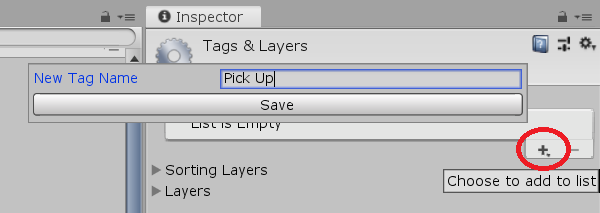 Inspector
Tags & Layers
New Tag Name Pick Up
Save
List is Empty
Sorting Layers
Layers
Choose to add to list